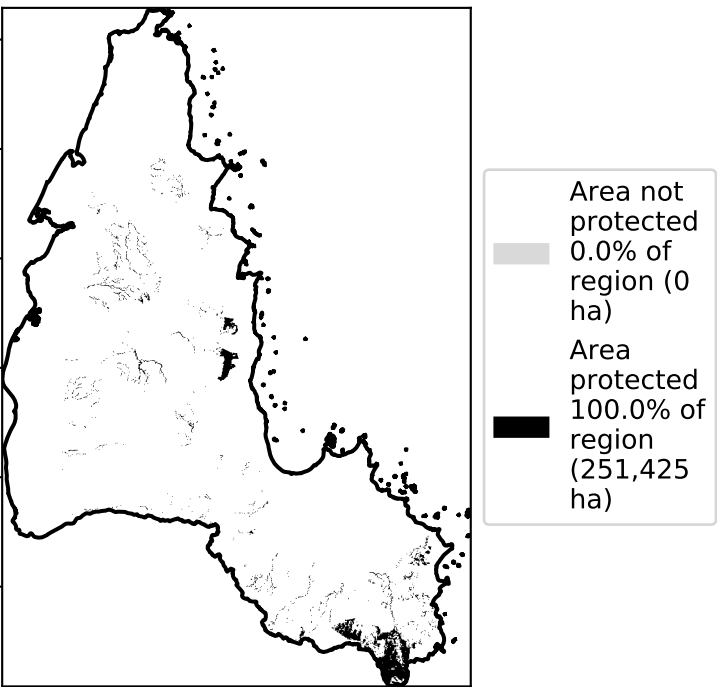 Area not
protected
0.0% of
region (0
ha)
Area
protected
100.0% of
region
(251,425
ha)